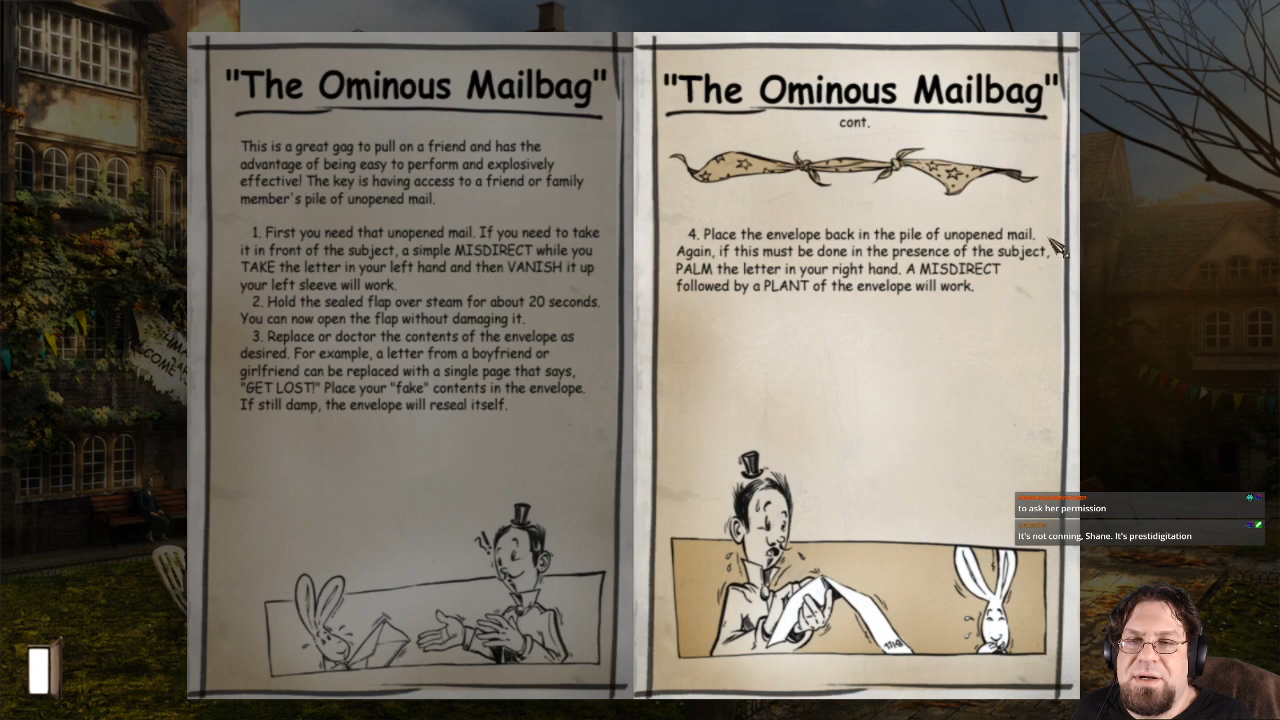 "The Ominous Mailbag"
This is a great gag to pull on a friend and has the
advantage of being easy to perform and explosively
effective! The key is having access to a friend or family
member's pile of unopened mail.
1. First you need that unopened mail. If you need to take
it in front of the subject, a simple MISDIRECT while you
TAKE the letter in your left hand and then VANISH it up
your left sleeve will work.
2. Hold the sealed flap over steam for about 20 seconds.
You can now open the flap without damaging it.
3. Replace or doctor the contents of the envelope as
desired. For example, a letter from a boyfriend or
girlfriend can be replaced with a single page that says,
"GET LOST!" Place your "fake" contents in the envelope.
If still damp, the envelope will reseal itself.
"The Ominous Mailbag"
cont.
4. Place the envelope back in the pile of unopened mail.
Again, if this must be done in the presence of the subject,
PALM the letter in your right hand. A MISDIRECT
followed by a PLANT of the envelope will work.
to ask her permission
It's not conning, Shane. It's prestidigitation